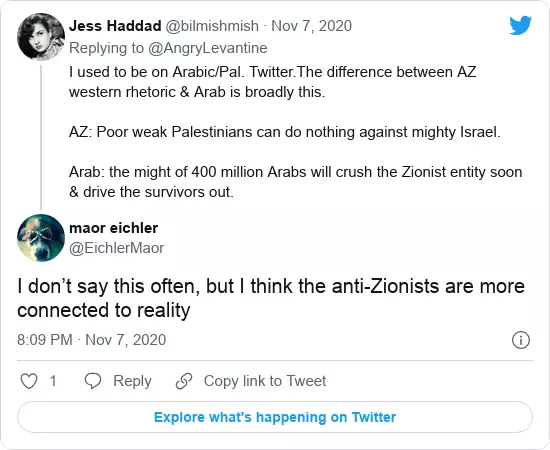 Jess Haddad @bilmishmish · Nov 7, 2020
Replying to @AngryLevantine
I used to be on Arabic/Pal. Twitter.The difference between AZ
western rhetoric & Arab is broadly this.
AZ: Poor weak Palestinians can do nothing against mighty Israel.
Arab: the might of 400 million Arabs will crush the Zionist entity soon
& drive the survivors out.
maor eichler
@EichlerMaor
I don’t say this often, but I think the anti-Zionists are more
connected to reality
8:09 PM · Nov 7, 2020
1 Reply Copy link to Tweet
Explore what's happening on Twitter